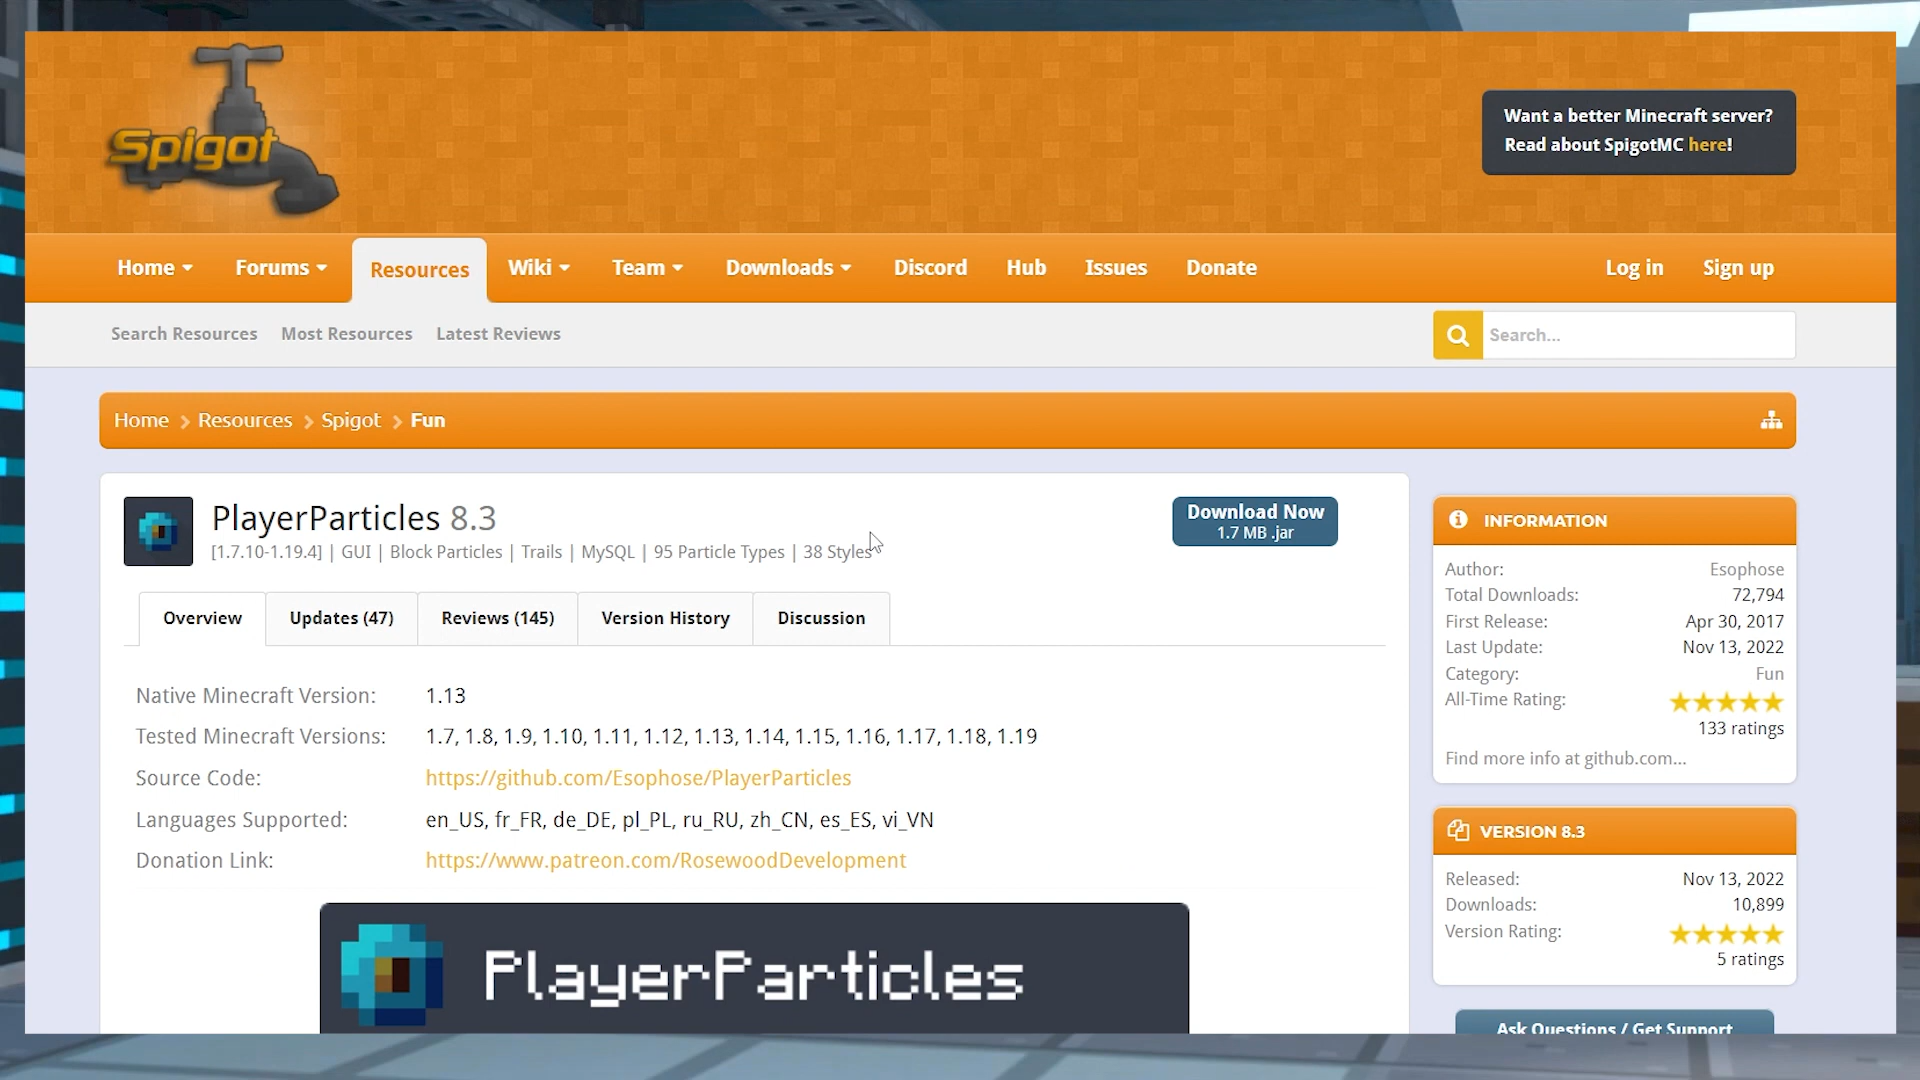 Spigot
Want a better Minecraft server?
Read about SpigotMC here!
Home Forums Resources Wiki Team Downloads Discord Hub Issues Donate Log in Sign up
Search Resources Most Resources Latest Reviews Search...
Home Resources Spigot Fun
PlayerParticles 8.3
[1.7.10-1.19.4] | GUI | Block Particles | Trails | MySQL | 95 Particle Types | 38 Styles
Download Now
1.7 MB .jar
Overview Updates (47) Reviews (145) Version History Discussion
Native Minecraft Version: 1.13
Tested Minecraft Versions: 1.7, 1.8, 1.9, 1.10, 1.11, 1.12, 1.13, 1.14, 1.15, 1.16, 1.17, 1.18, 1.19
Source Code: https://github.com/Esophose/PlayerParticles
Languages Supported: en_US, fr_FR, de_DE, pl_PL, ru_RU, zh_CN, es_ES, vi_VN
Donation Link: https://www.patreon.com/RosewoodDevelopment
PlayerParticles
INFORMATION
Author: Esophose
Total Downloads: 72,794
First Release: Apr 30, 2017
Last Update: Nov 13, 2022
Category: Fun
All-Time Rating:
133 ratings
Find more info at github.com...
VERSION 8.3
Released: Nov 13, 2022
Downloads: 10,899
Version Rating:
5 ratings
Ask Questions / Get Support